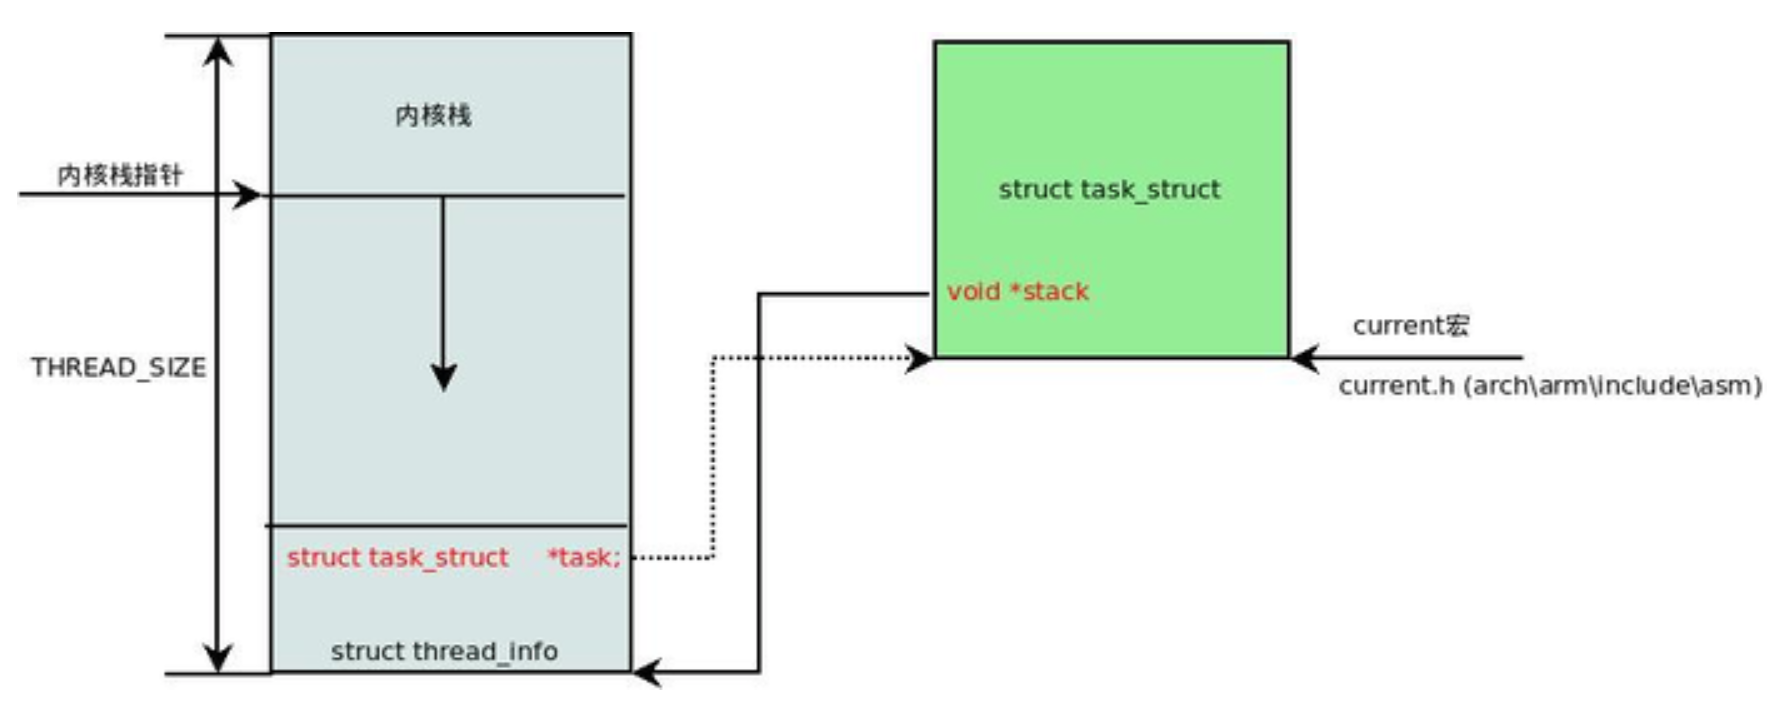 内核栈
内核栈指针
struct task_struct
void *stack
current宏
THREAD_SIZE
current.h (arch\arm\include\asm)
struct task_struct *task;
struct thread_info